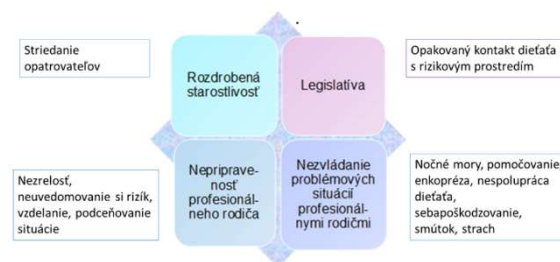 Striedanie
opatrovateľov
Rozdrobená
starostlivosť
Legislatíva
Opakovaný kontakt dieťaťa
s rizikovým prostredím
Nezrelosť,
neuvedomovanie si rizík,
vzdelanie, podceňovanie
situácie
Nepriprave-
nosť
profesionál-
neho rodiča
Nezvládanie
problémových
situácií
profesionál-
nymi rodičmi
Nočné mory, pomočovanie,
enkopréza, nespolupráca
dieťaťa,
sebapoškodzovanie,
smútok, strach